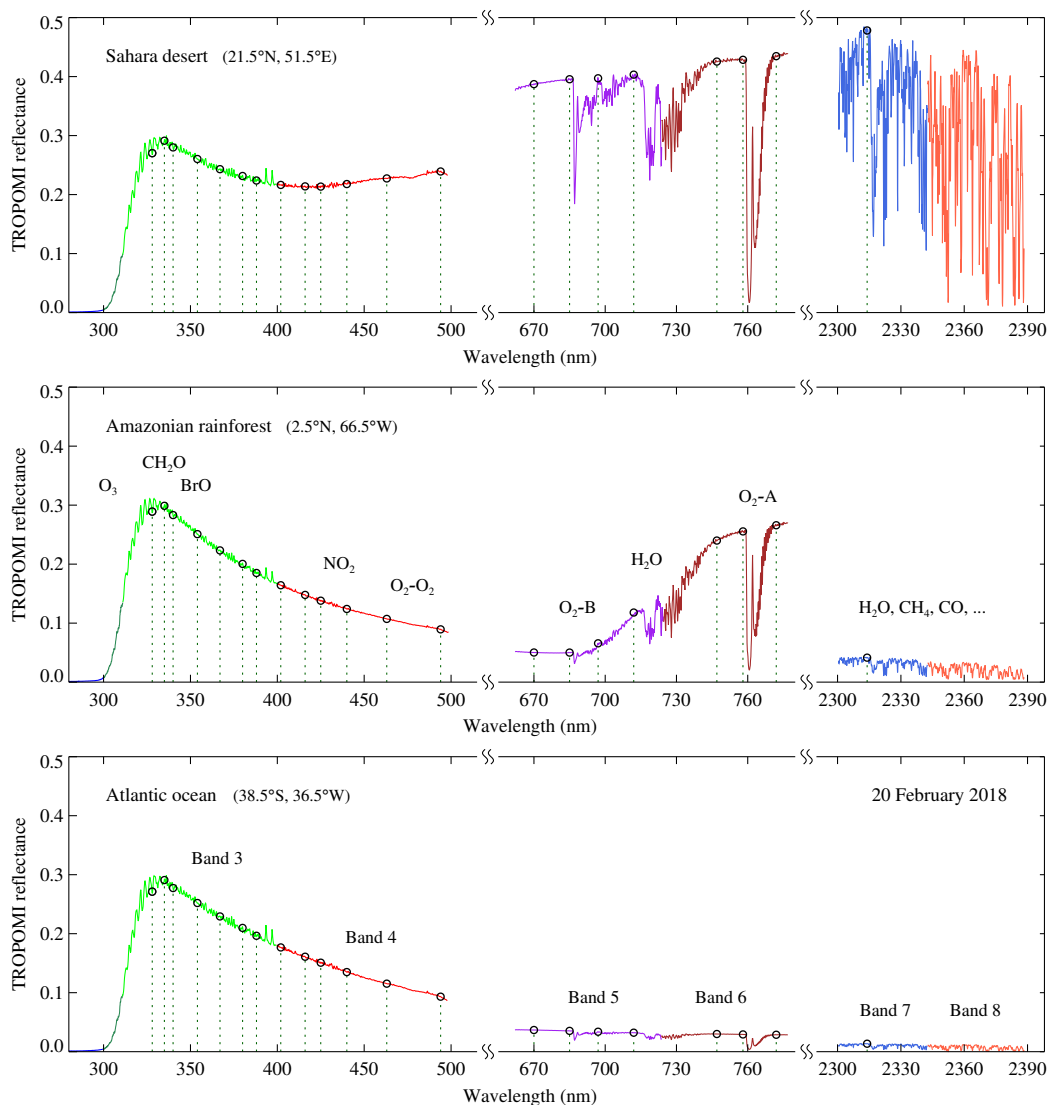 0.5
Sahara desert (21.5°N, 51.5°E)
0.4
0.3
0.2
0.1
0.0
TROPOMI reflectance
300 350 400 450 500 670 700 730 760 2300 2330 2360 2390
Wavelength (nm) Wavelength (nm) Wavelength (nm)
0.5
Amazonian rainforest (2.5°N, 66.5°W)
0.4
0.3
0.2
0.1
0.0
TROPOMI reflectance
CH₂O
O₃ BrO O₂-A
NO₂ H₂O
O₂-O₂ O₂-B H₂O, CH₄, CO, ...
300 350 400 450 500 670 700 730 760 2300 2330 2360 2390
Wavelength (nm) Wavelength (nm) Wavelength (nm)
0.5
Atlantic ocean (38.5°S, 36.5°W) 20 February 2018
0.4
0.3
0.2
0.1
0.0
TROPOMI reflectance
Band 3
Band 4
Band 5 Band 6 Band 7 Band 8
300 350 400 450 500 670 700 730 760 2300 2330 2360 2390
Wavelength (nm) Wavelength (nm) Wavelength (nm)